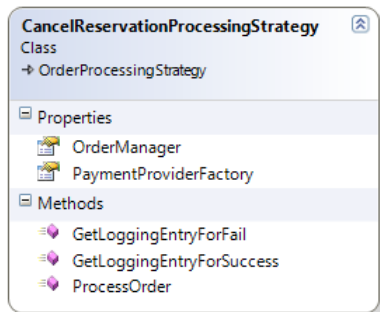 CancelReservationProcessingStrategy
Class
OrderProcessingStrategy
Properties
OrderManager
PaymentProviderFactory
Methods
GetLoggingEntryForFail
GetLoggingEntryForSuccess
ProcessOrder